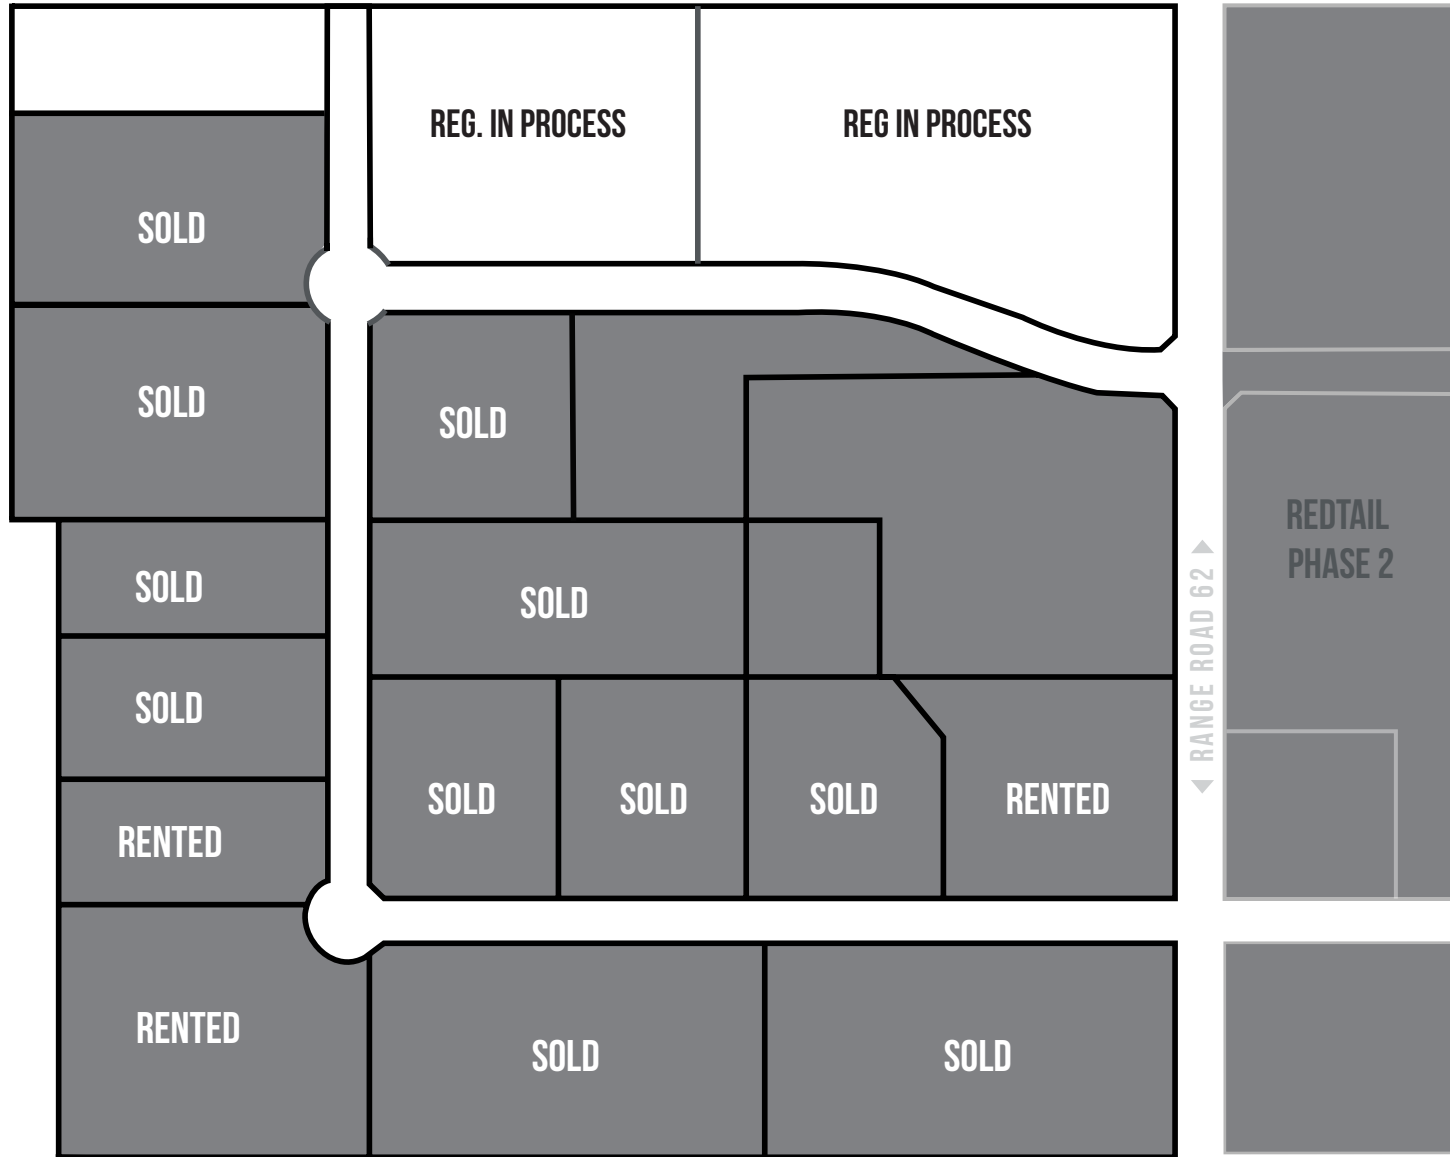 REG. IN PROCESS
REG IN PROCESS
SOLD
SOLD
SOLD
REDTAIL
PHASE 2
RANGE ROAD 62
SOLD
SOLD
SOLD
SOLD
SOLD
SOLD
RENTED
RENTED
RENTED
SOLD
SOLD